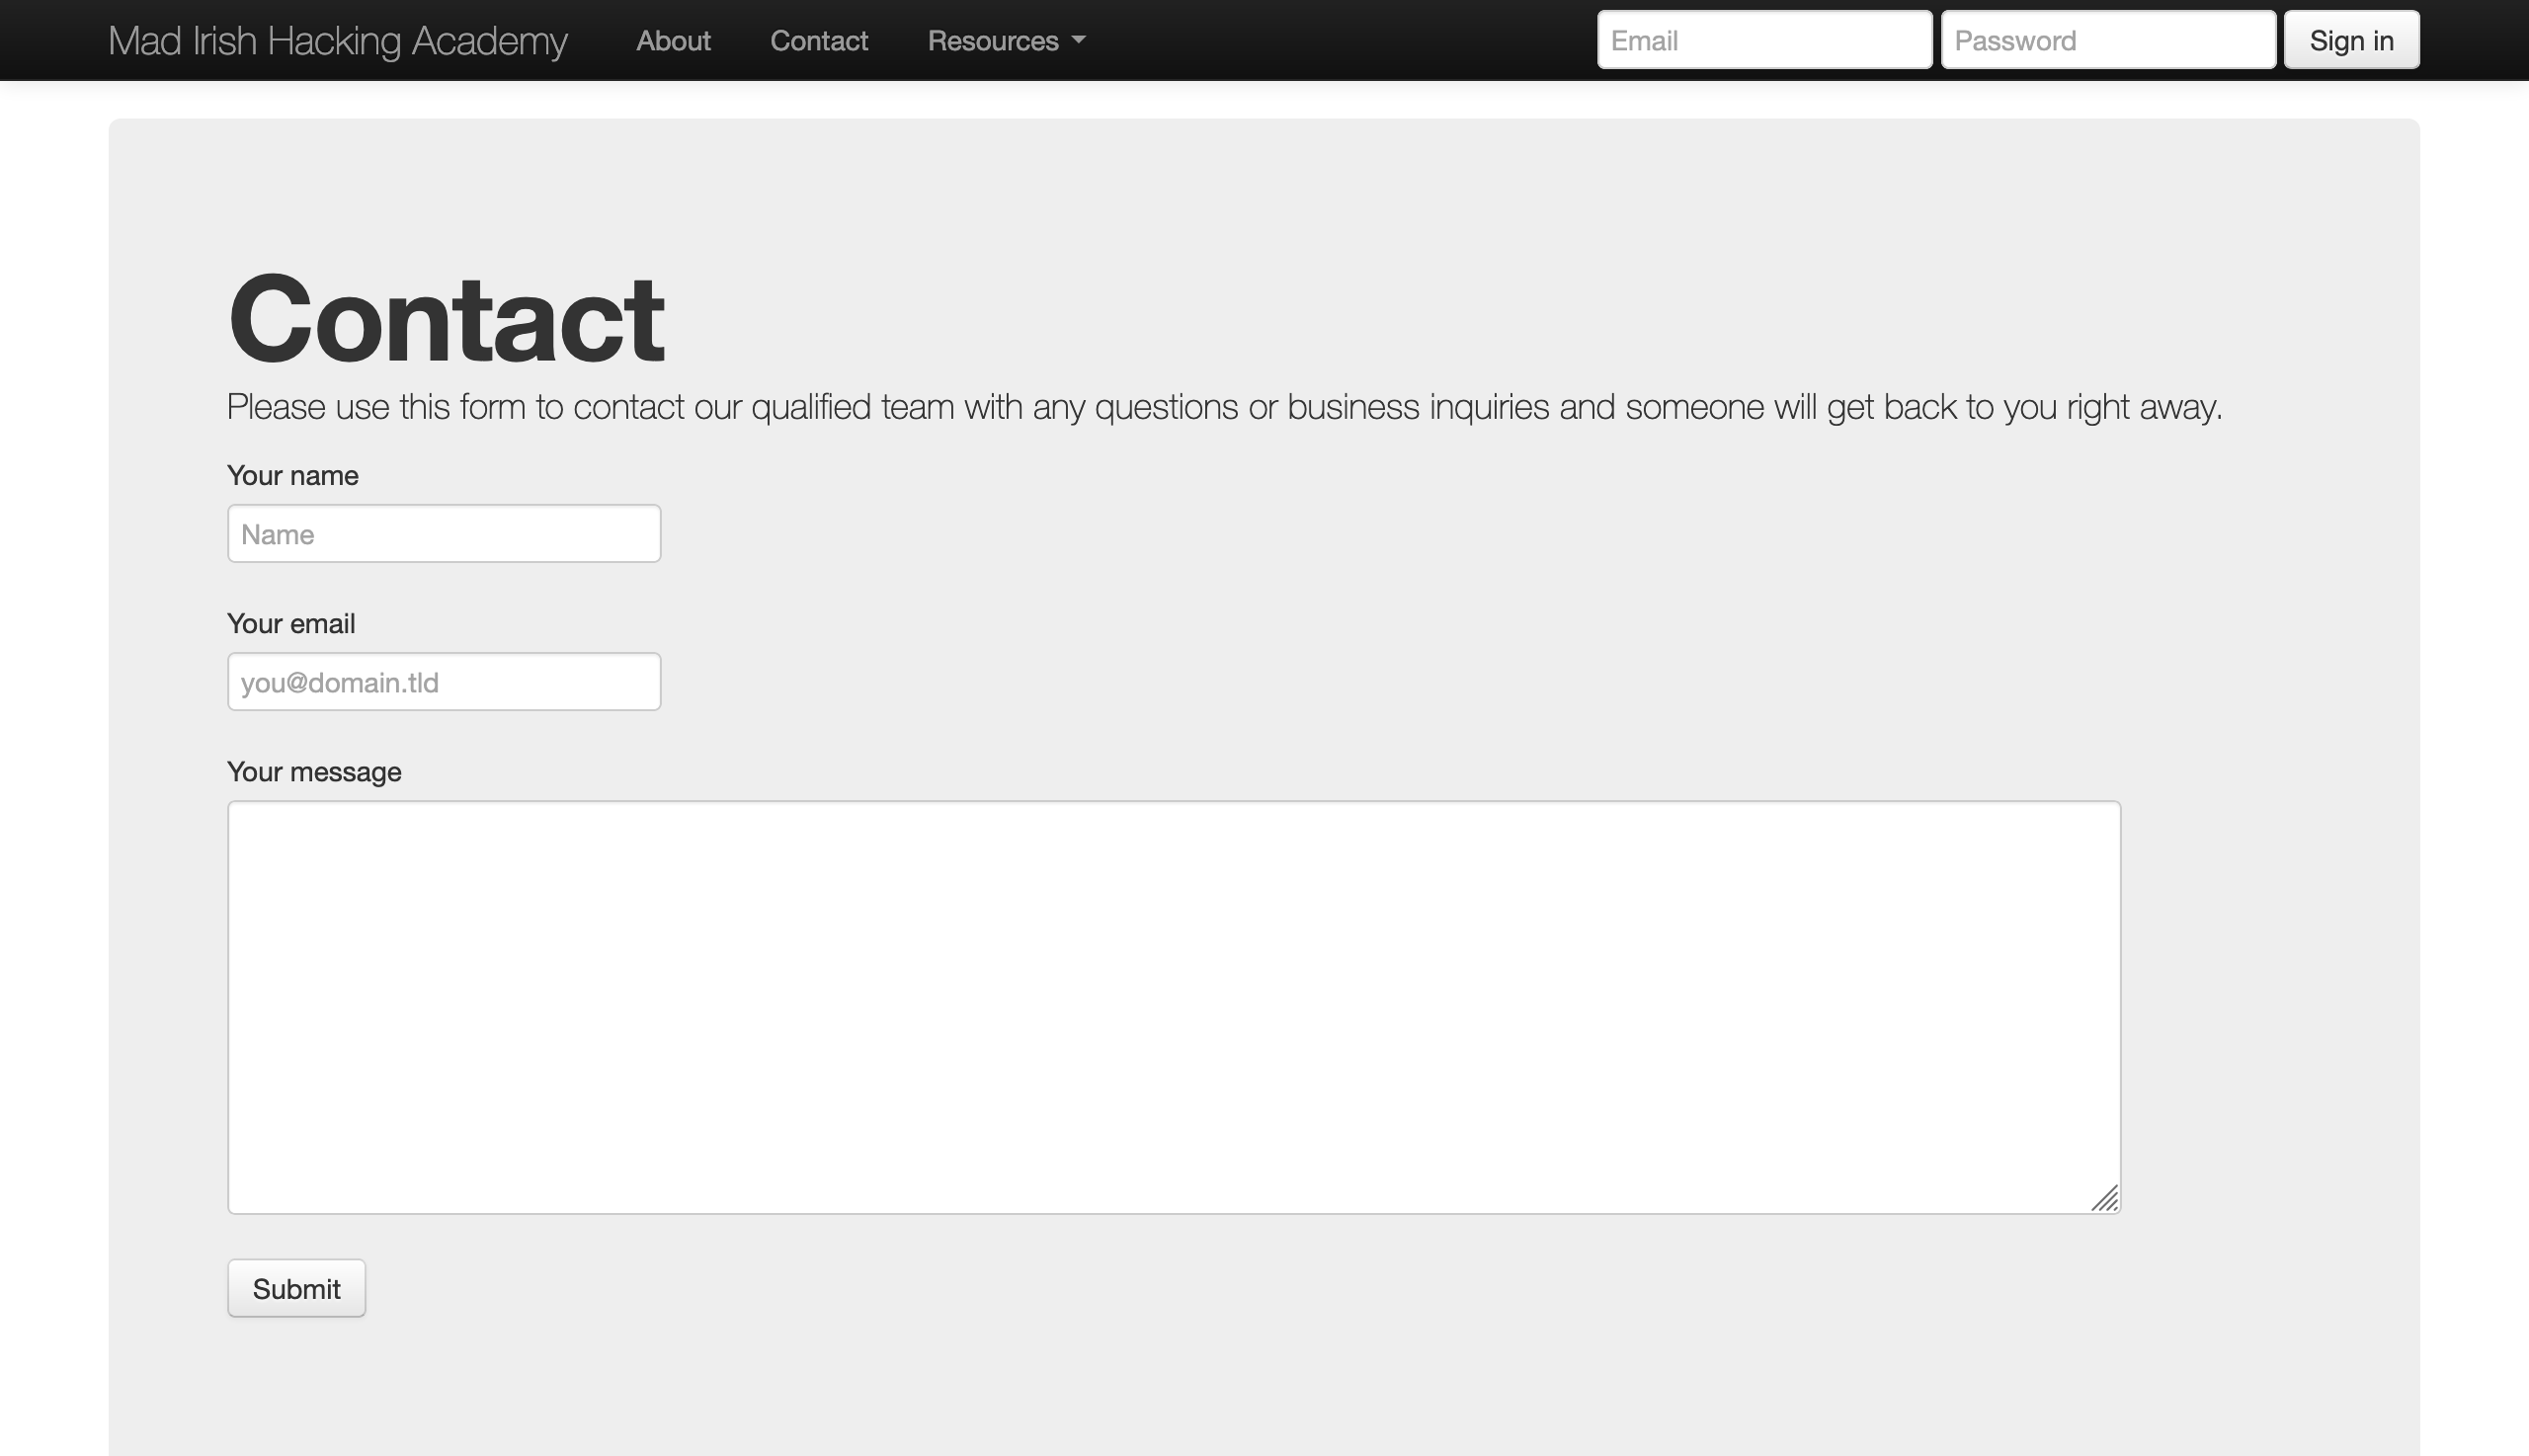 Mad Irish Hacking Academy About Contact Resources Email Password Sign in
Contact
Please use this form to contact our qualified team with any questions or business inquiries and someone will get back to you right away.
Your name
Name
Your email
you@domain.tld
Your message
Submit